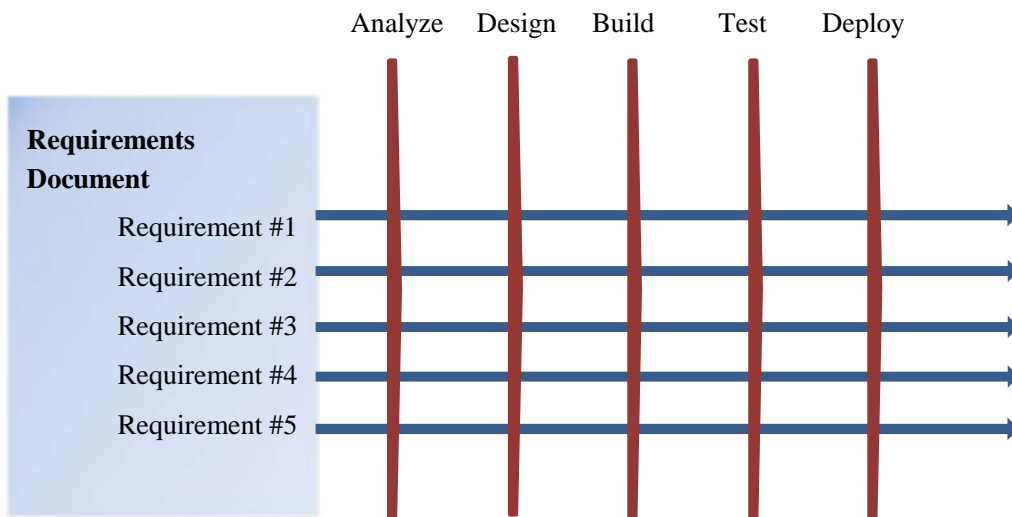 Analyze Design Build Test Deploy
Requirements
Document
Requirement #1
Requirement #2
Requirement #3
Requirement #4
Requirement #5